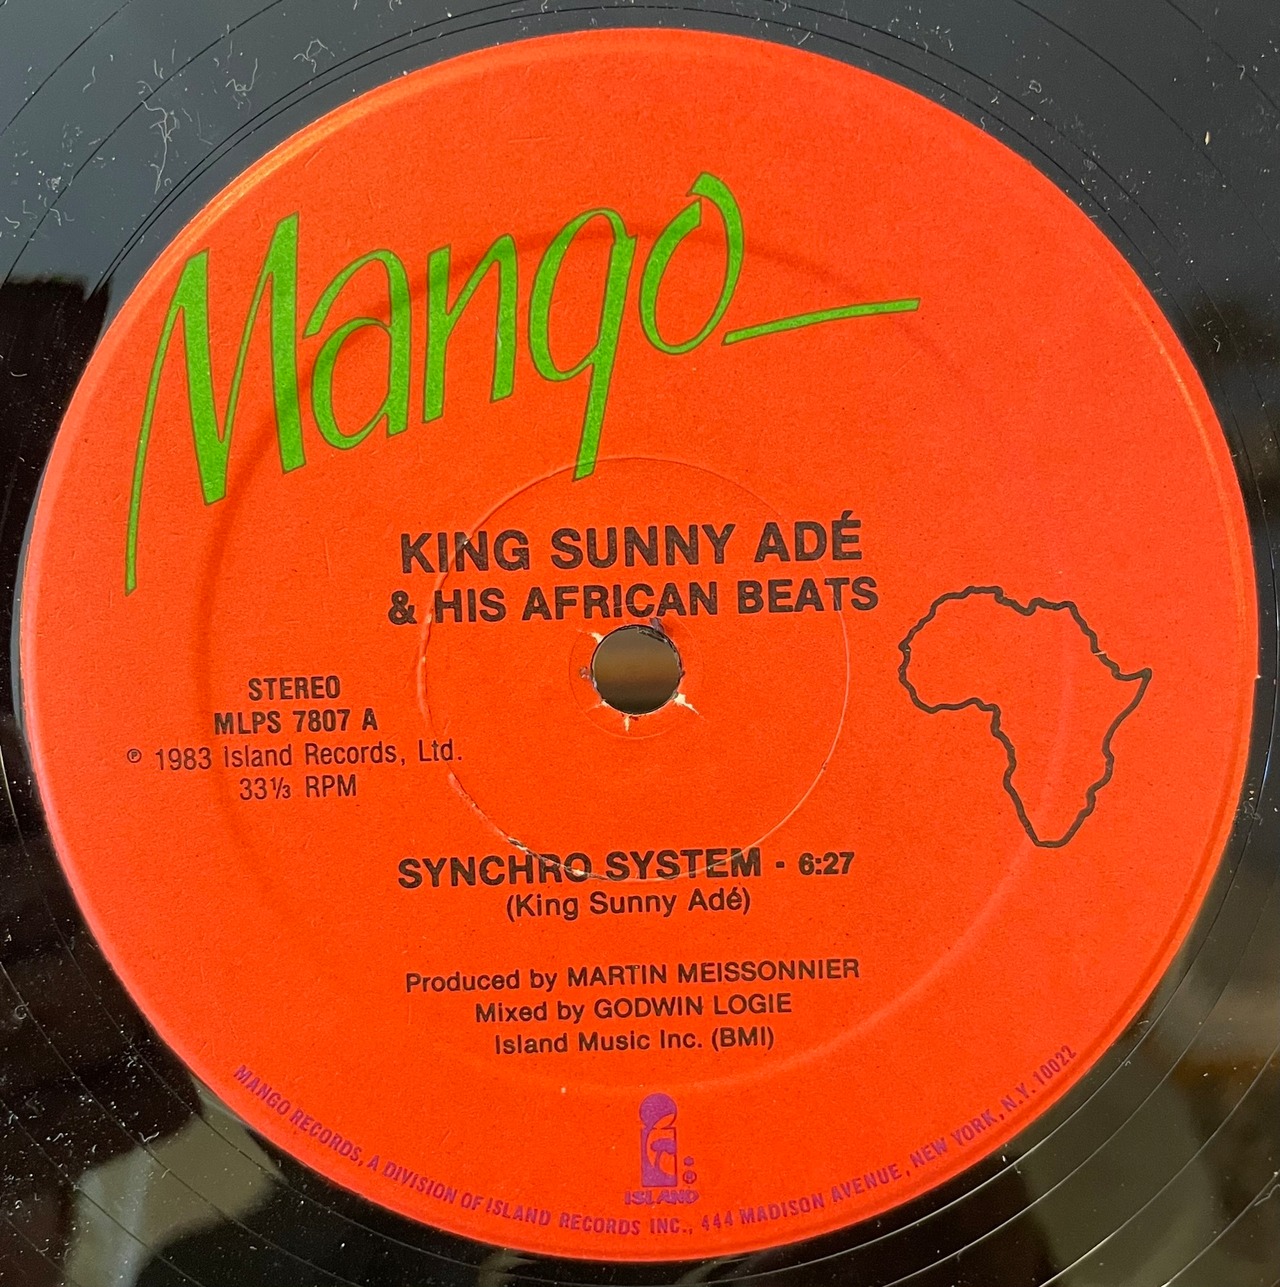 Mango
KING SUNNY ADÉ
& HIS AFRICAN BEATS
STEREO
MLPS 7807 A
℗ 1983 Island Records, Ltd.
33⅓ RPM
SYNCHRO SYSTEM - 6:27
(King Sunny Adé)
Produced by MARTIN MEISSONNIER
Mixed by GODWIN LOGIE
Island Music Inc. (BMI)
ISLAND ®
MANGO RECORDS, A DIVISION OF ISLAND RECORDS INC., 444 MADISON AVENUE, NEW YORK, N.Y. 10022